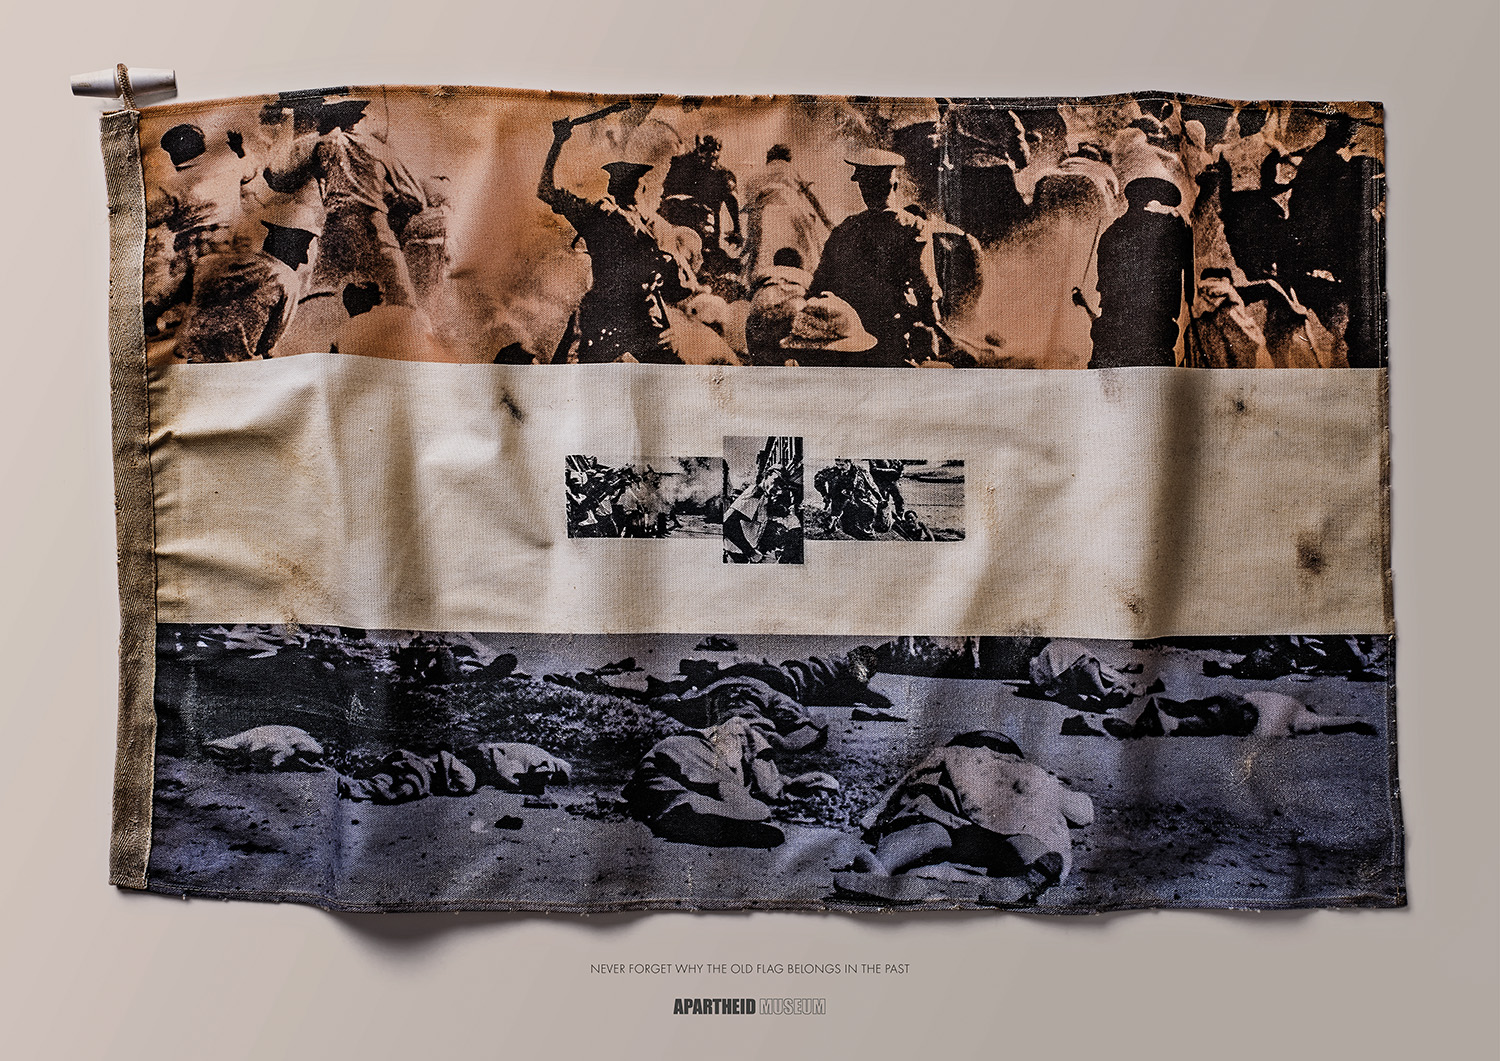 NEVER FORGET WHY THE OLD FLAG BELONGS IN THE PAST
APARTHEID MUSEUM